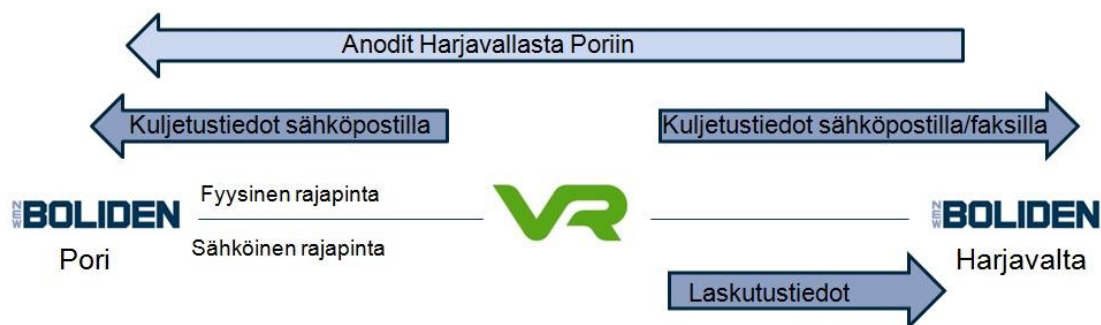 Anodit Harjavallasta Poriin
Kuljetustiedot sähköpostilla
Kuljetustiedot sähköpostilla/faksilla
NEW BOLIDEN
Pori
Fyysinen rajapinta
Sähköinen rajapinta
VR
NEW BOLIDEN
Harjavalta
Laskutustiedot